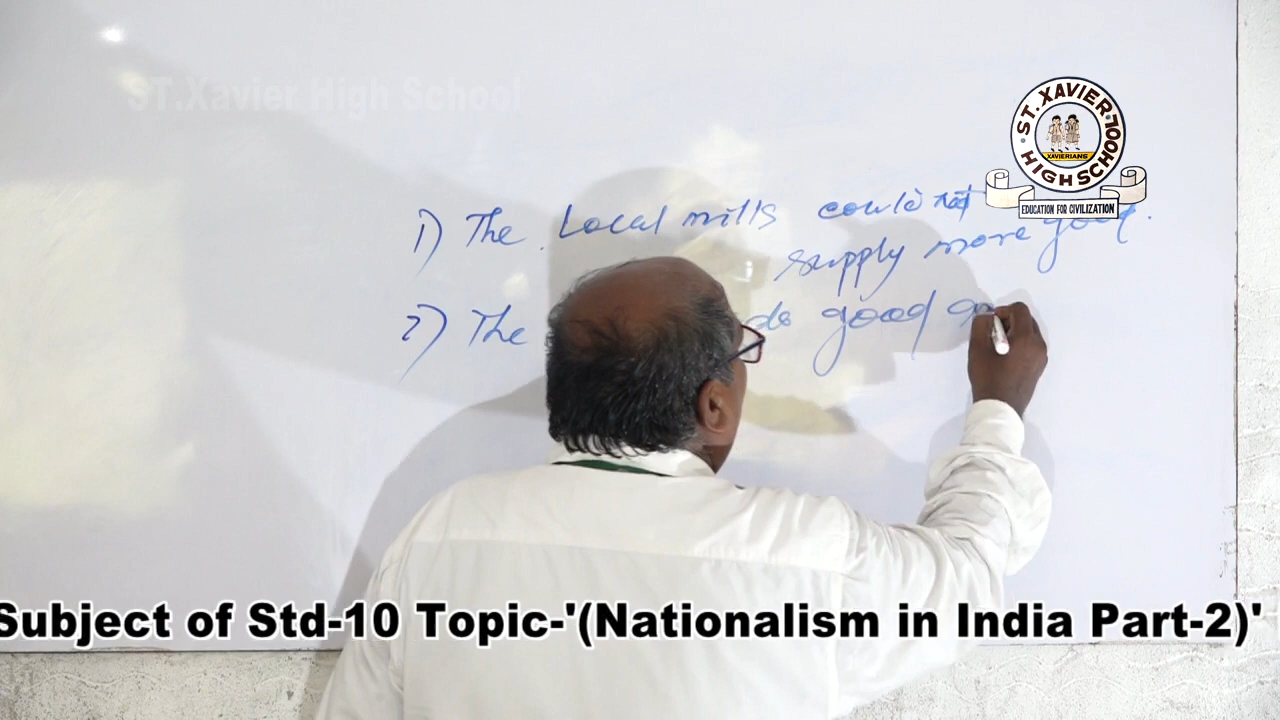 ST.Xavier High School
ST. XAVIER HIGH SCHOOL
XAVIERIANS
EDUCATION FOR CIVILIZATION
1) The Local mills could not
supply more good.
2) The good
Subject of Std-10 Topic-'(Nationalism in India Part-2)'